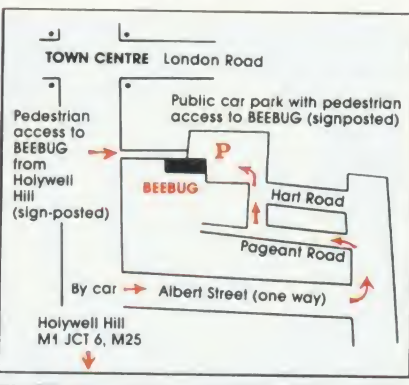 TOWN CENTRE London Road
Public car park with pedestrian
access to BEEBUG (signposted)
Pedestrian
access to
BEEBUG
from
Holywell
Hill
(sign-posted)
P
BEEBUG
Hart Road
Pageant Road
By car
Albert Street (one way)
Holywell Hill
M1 JCT 6, M25